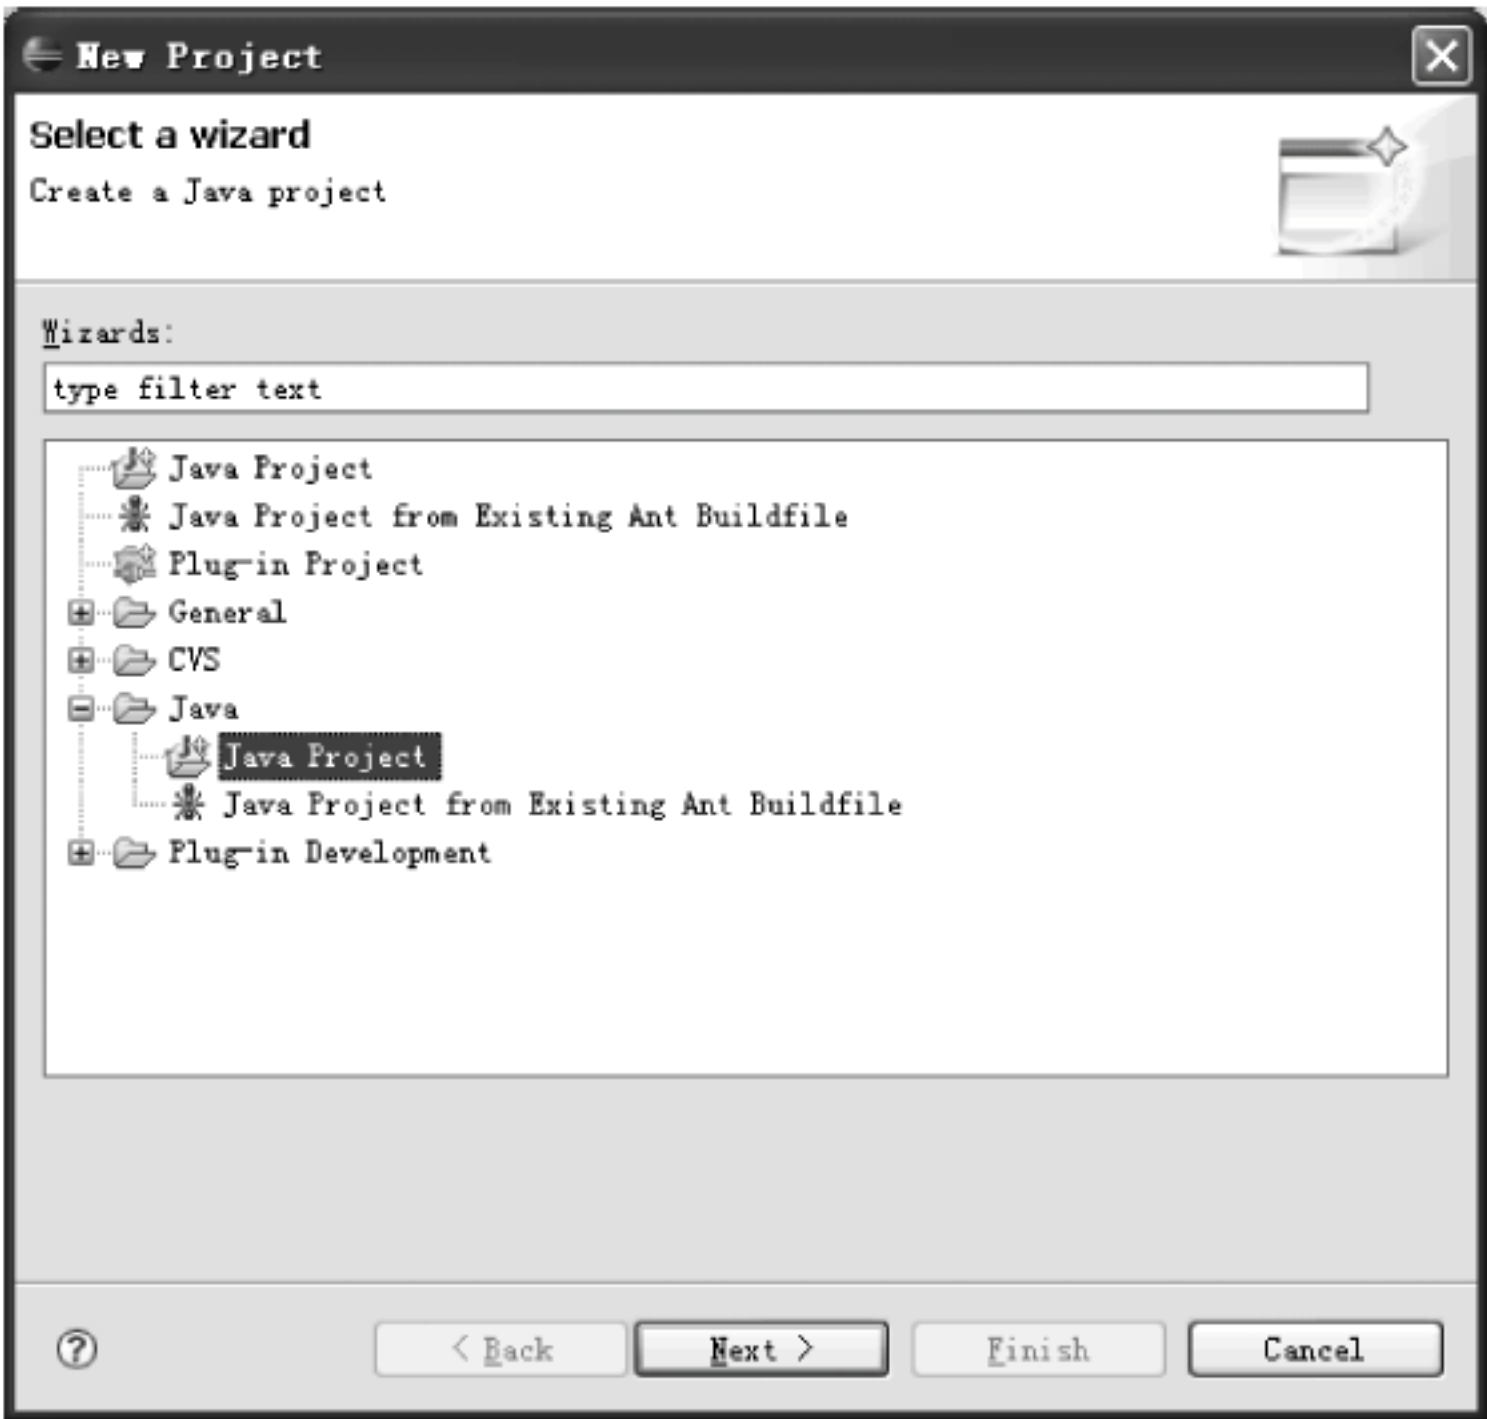 New Project
Select a wizard
Create a Java project
Wizards:
type filter text
Java Project
Java Project from Existing Ant Buildfile
Plug-in Project
General
CVS
Java
Java Project
Java Project from Existing Ant Buildfile
Plug-in Development
? < Back Next > Finish Cancel